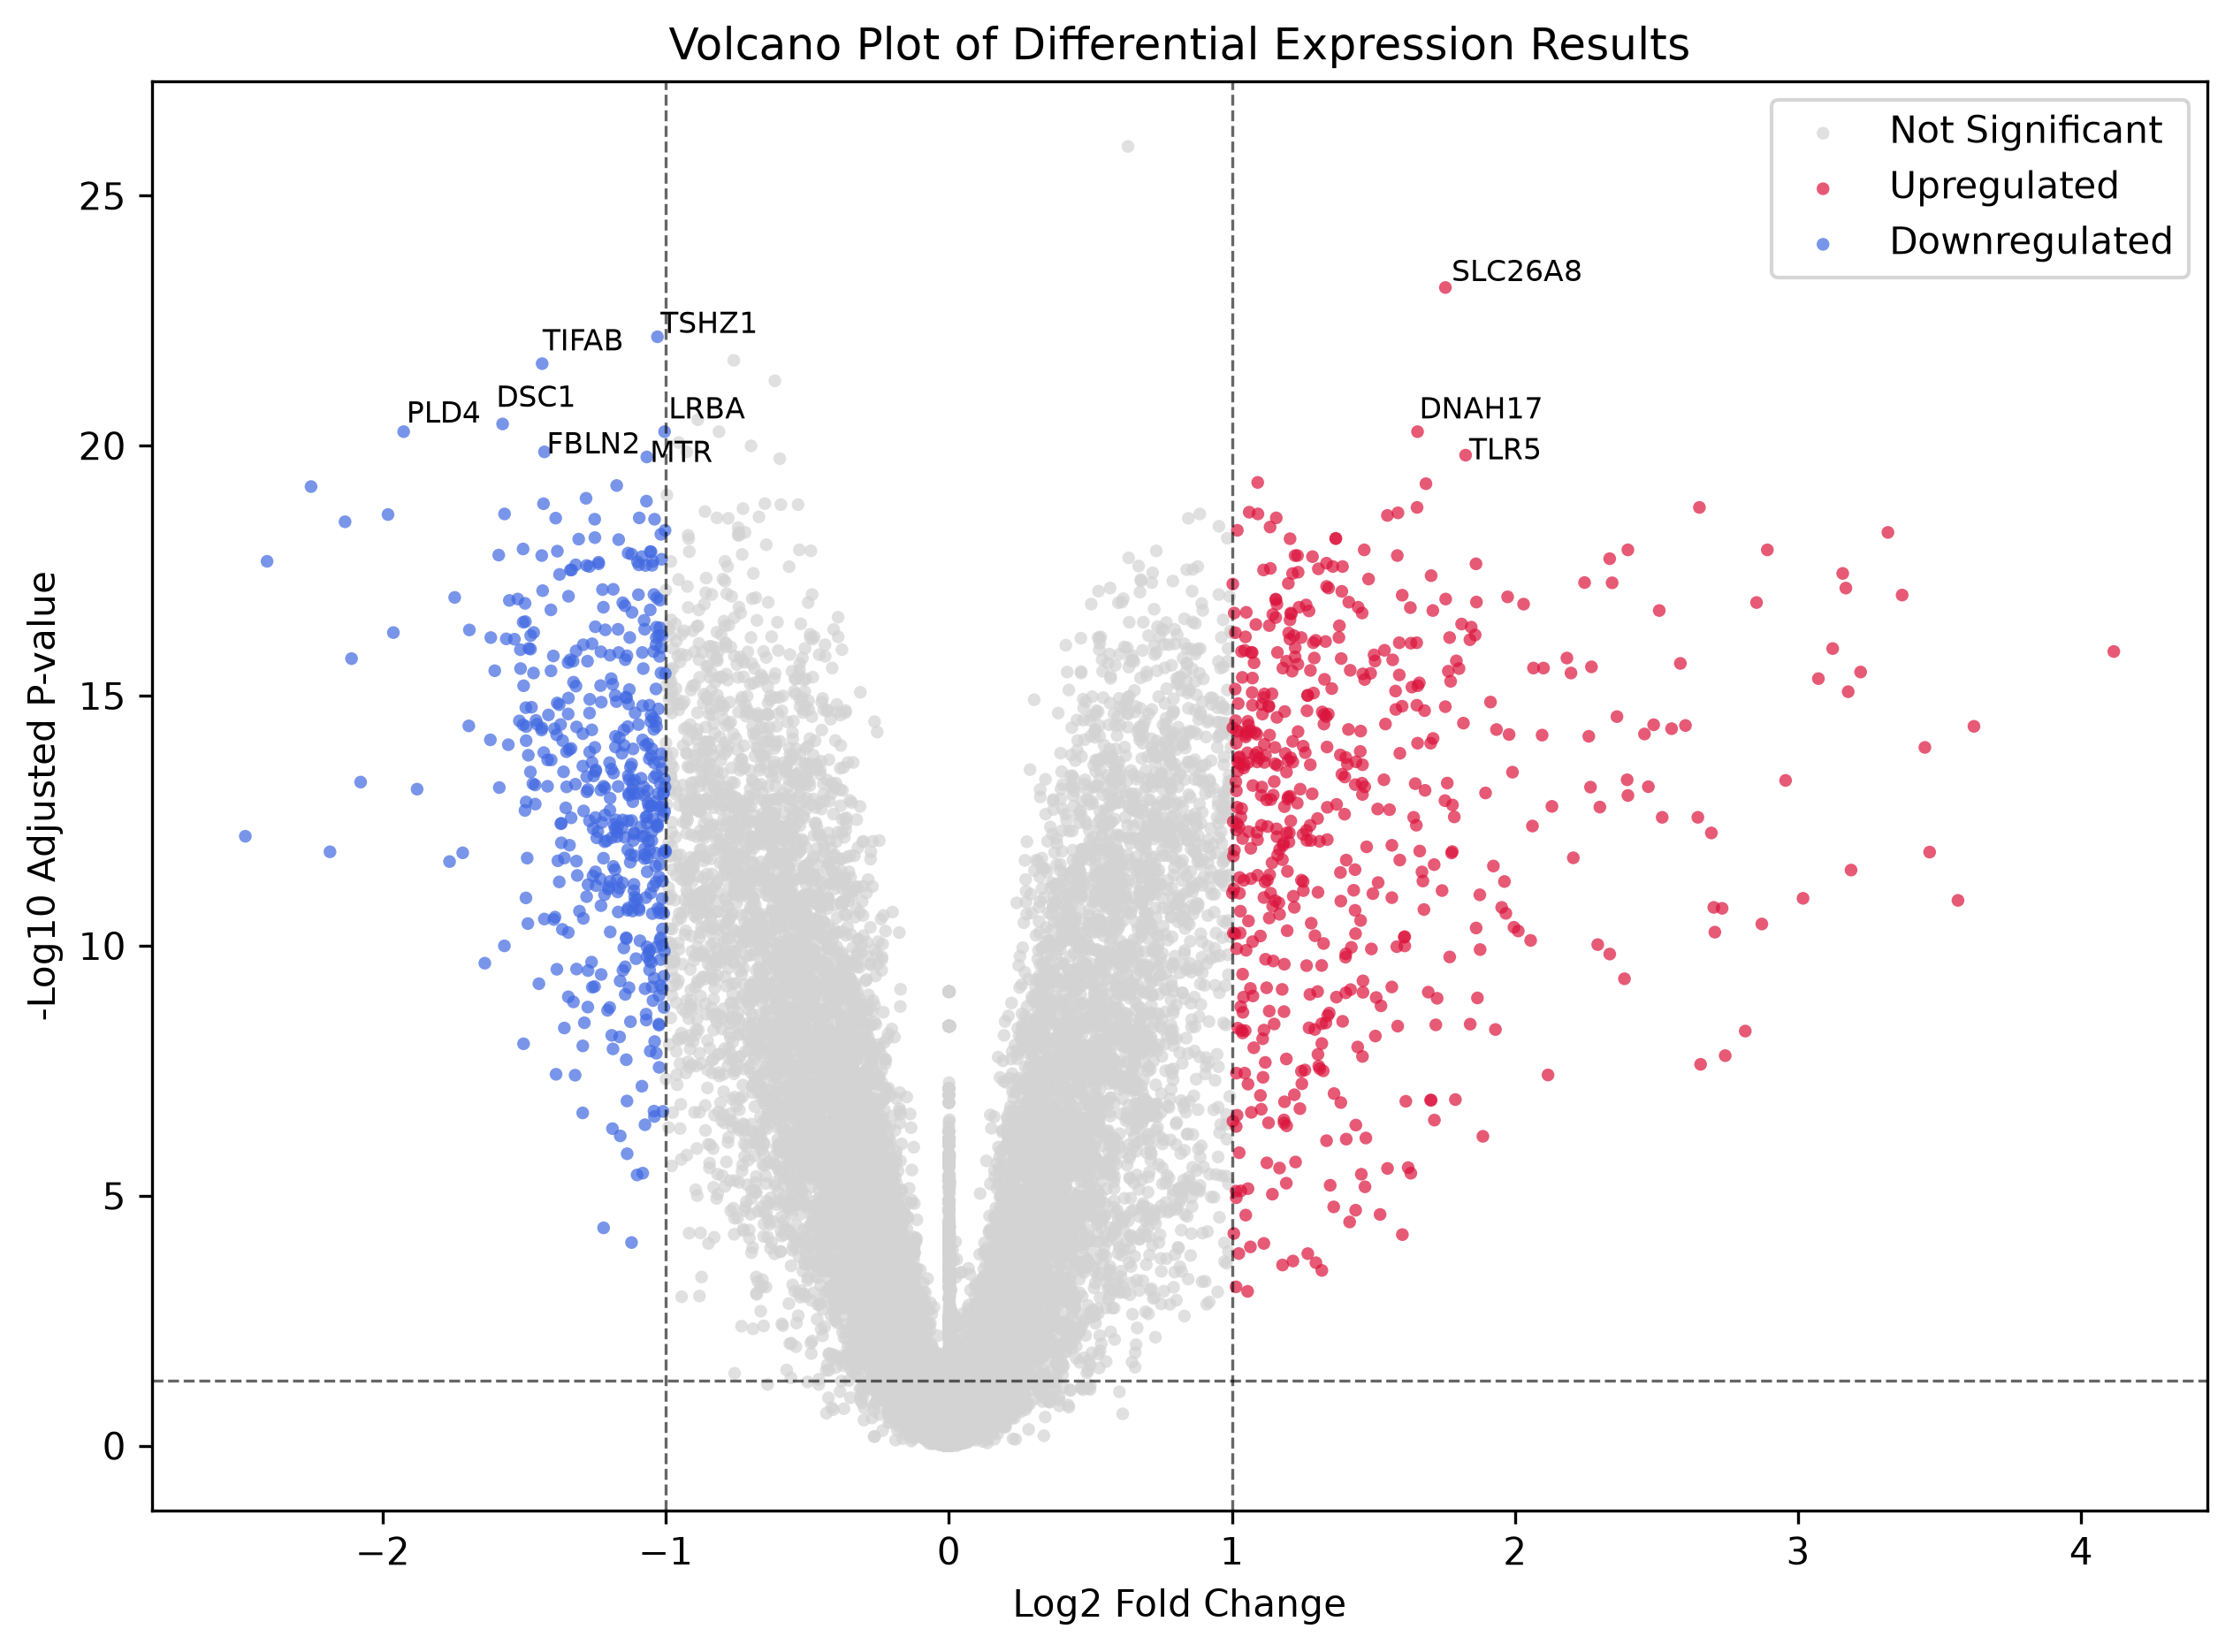 Volcano Plot of Differential Expression Results
Not Significant
Upregulated
Downregulated
SLC26A8
TSHZ1
TIFAB
DSC1
PLD4
LRBA
DNAH17
FBLN2
MTR
TLR5
25
20
15
10
5
0
-Log10 Adjusted P-value
−2
−1
0
1
2
3
4
Log2 Fold Change